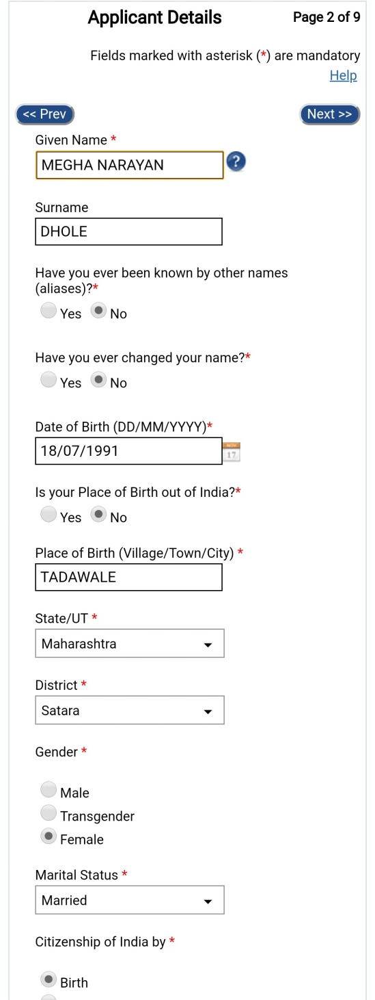 Applicant Details Page 2 of 9
Fields marked with asterisk (*) are mandatory
Help
<< Prev Next >>
Given Name *
MEGHA NARAYAN ?
Surname
DHOLE
Have you ever been known by other names
(aliases)?*
Yes No
Have you ever changed your name?*
Yes No
Date of Birth (DD/MM/YYYY)*
18/07/1991 17
Is your Place of Birth out of India?*
Yes No
Place of Birth (Village/Town/City) *
TADAWALE
State/UT *
Maharashtra
District *
Satara
Gender *
Male
Transgender
Female
Marital Status *
Married
Citizenship of India by *
Birth